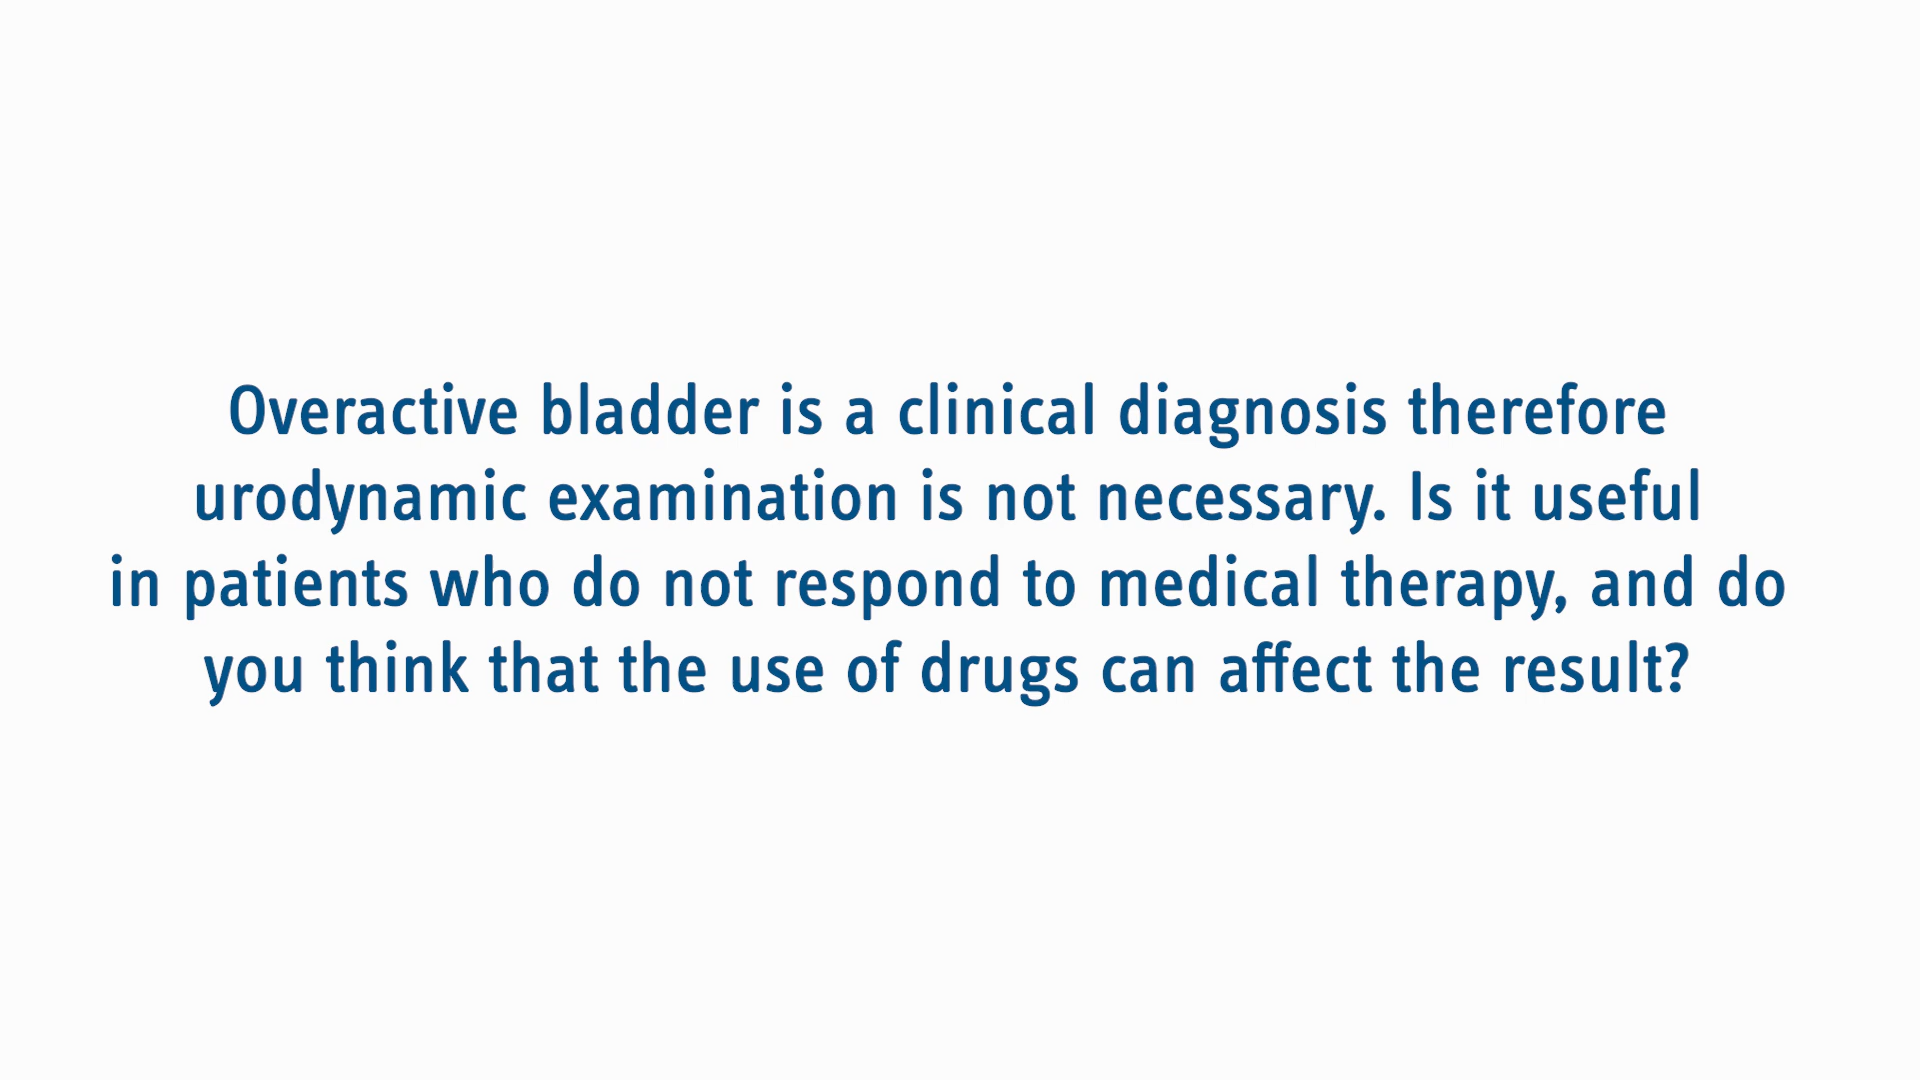 Overactive bladder is a clinical diagnosis therefore
urodynamic examination is not necessary. Is it useful
in patients who do not respond to medical therapy, and do
you think that the use of drugs can affect the result?